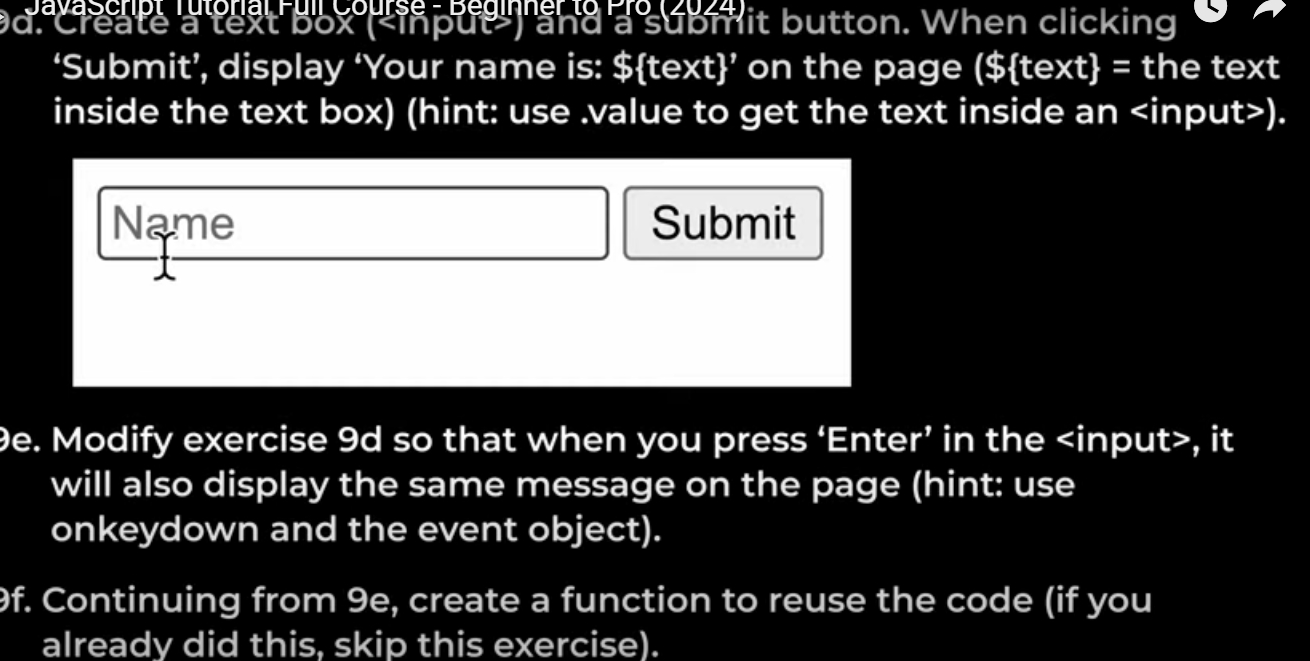 JavaScript Tutorial Full Course - Beginner to Pro (2024)
9d. Create a text box (<input>) and a submit button. When clicking
‘Submit’, display ‘Your name is: ${text}’ on the page (${text} = the text
inside the text box) (hint: use .value to get the text inside an <input>).
Name Submit
9e. Modify exercise 9d so that when you press ‘Enter’ in the <input>, it
will also display the same message on the page (hint: use
onkeydown and the event object).
9f. Continuing from 9e, create a function to reuse the code (if you
already did this, skip this exercise).